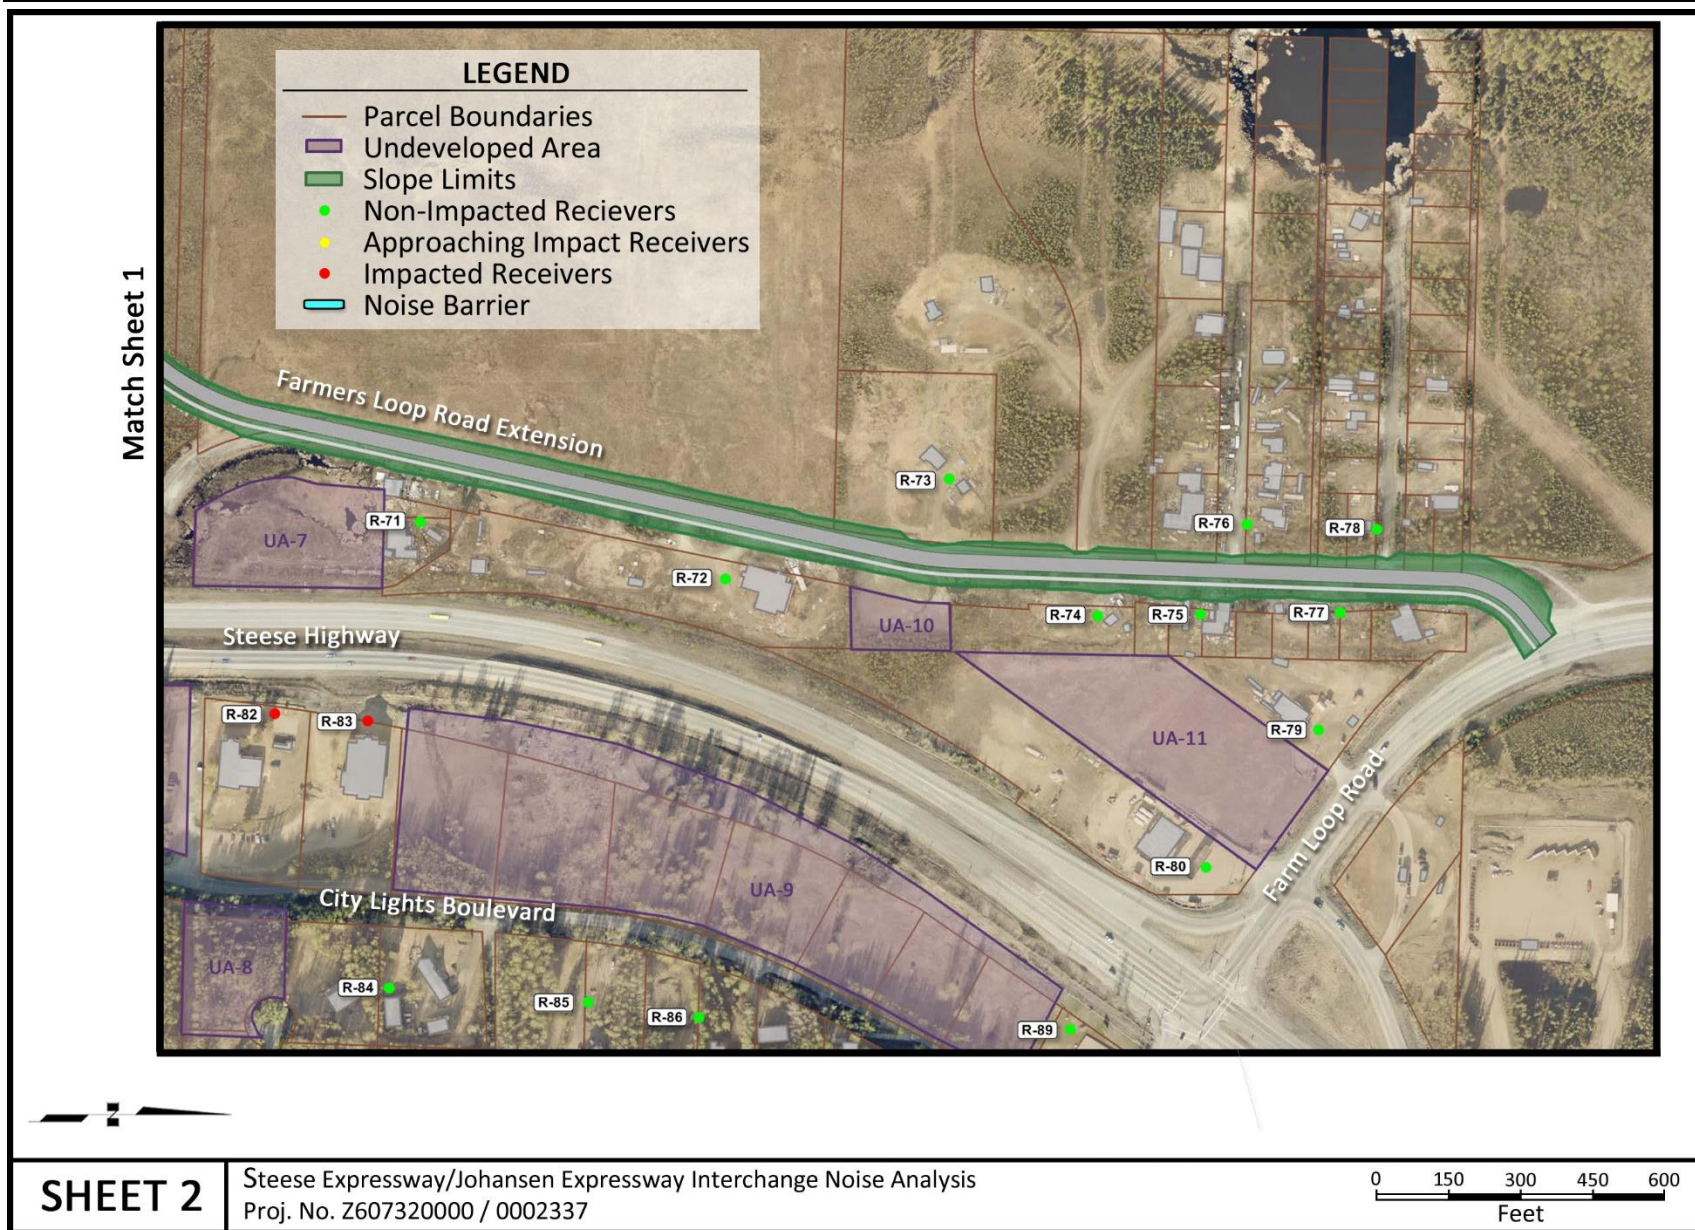 LEGEND
Parcel Boundaries
Undeveloped Area
Slope Limits
Non-Impacted Recievers
Approaching Impact Receivers
Impacted Receivers
Noise Barrier
Match Sheet 1
Farmers Loop Road Extension
R-73
R-71
UA-7
R-76
R-78
R-72
UA-10
R-74
R-75
R-77
Steese Highway
R-82
R-83
UA-11
R-79
Farm Loop Road
R-80
UA-9
City Lights Boulevard
UA-8
R-84
R-85
R-86
R-89
N
SHEET 2
Steese Expressway/Johansen Expressway Interchange Noise Analysis
Proj. No. Z607320000 / 0002337
0 150 300 450 600
Feet